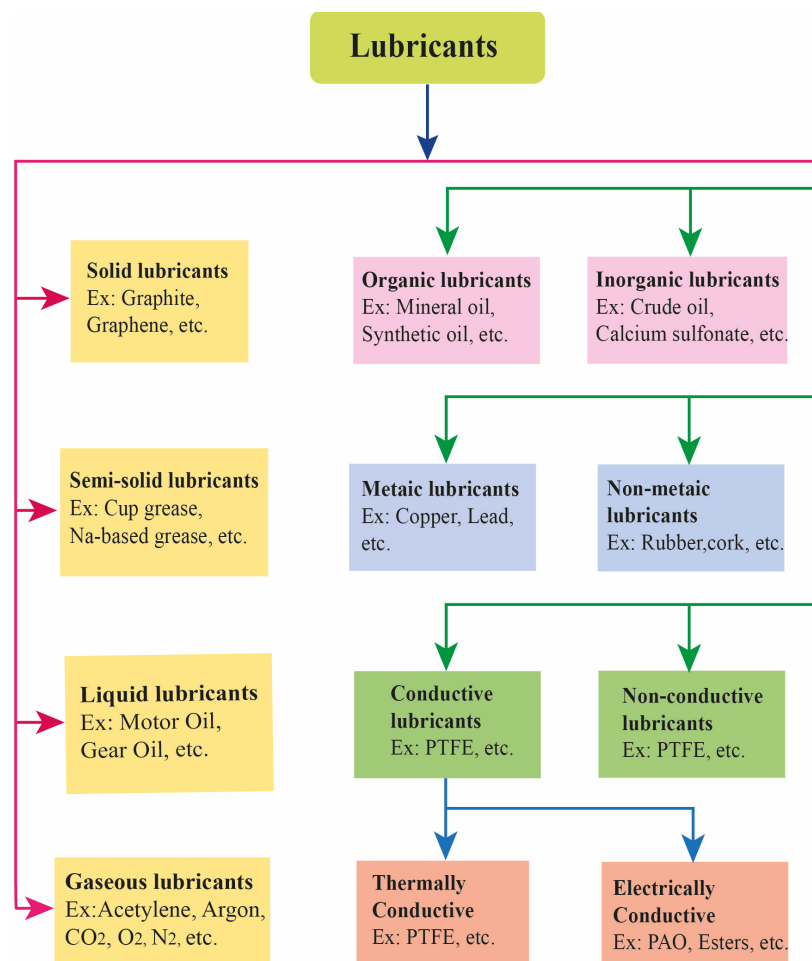 Lubricants
Solid lubricants
Ex: Graphite,
Graphene, etc.
Organic lubricants
Ex: Mineral oil,
Synthetic oil, etc.
Inorganic lubricants
Ex: Crude oil,
Calcium sulfonate, etc.
Semi-solid lubricants
Ex: Cup grease,
Na-based grease, etc.
Metaic lubricants
Ex: Copper, Lead,
etc.
Non-metaic
lubricants
Ex: Rubber,cork, etc.
Liquid lubricants
Ex: Motor Oil,
Gear Oil, etc.
Conductive
lubricants
Ex: PTFE, etc.
Non-conductive
lubricants
Ex: PTFE, etc.
Gaseous lubricants
Ex:Acetylene, Argon,
CO2, O2, N2, etc.
Thermally
Conductive
Ex: PTFE, etc.
Electrically
Conductive
Ex: PAO, Esters, etc.